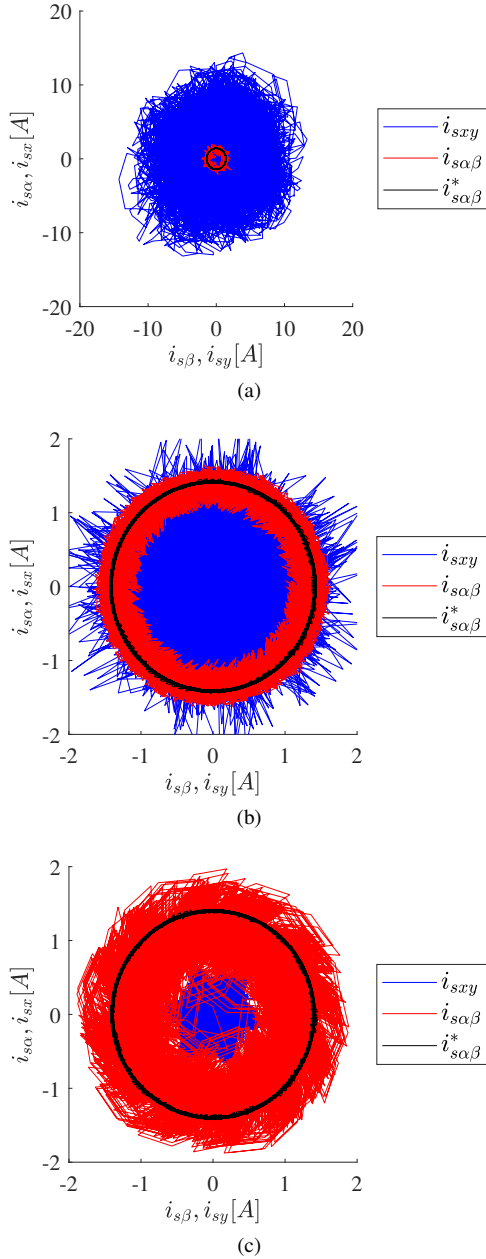 20
10
0
-10
-20
-20 -10 0 10 20
i_{sα}, i_{sx}[A]
i_{sβ}, i_{sy}[A]
i_{sxy}
i_{sαβ}
i^*_{sαβ}
(a)
2
1
0
-1
-2
-2 -1 0 1 2
i_{sα}, i_{sx}[A]
i_{sβ}, i_{sy}[A]
i_{sxy}
i_{sαβ}
i^*_{sαβ}
(b)
2
1
0
-1
-2
-2 -1 0 1 2
i_{sα}, i_{sx}[A]
i_{sβ}, i_{sy}[A]
i_{sxy}
i_{sαβ}
i^*_{sαβ}
(c)